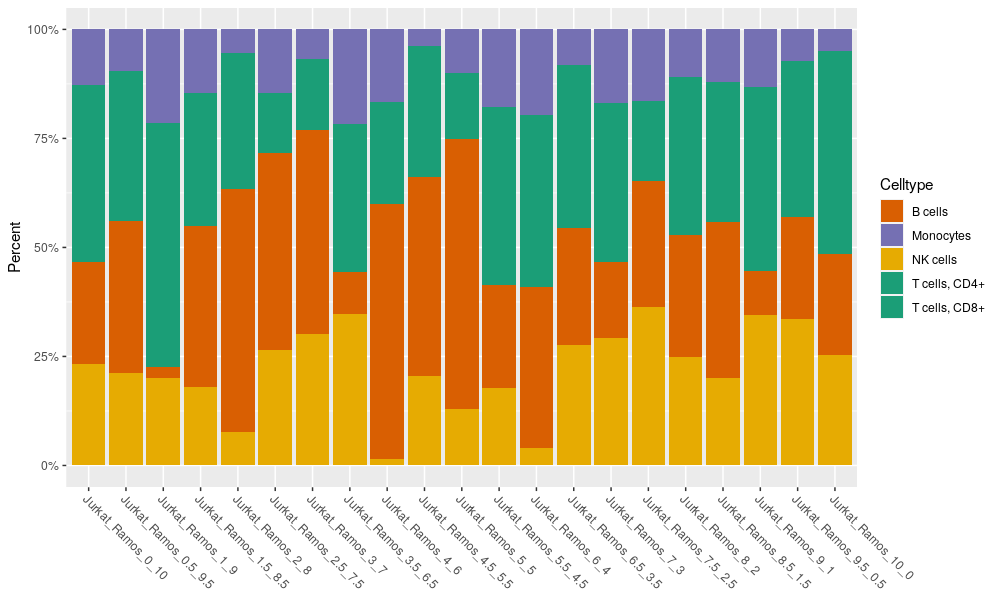 100%
75%
50%
25%
0%
Percent
Jurkat_Ramos_0_10
Jurkat_Ramos_0.5_9.5
Jurkat_Ramos_1_9
Jurkat_Ramos_1.5_8.5
Jurkat_Ramos_2_8
Jurkat_Ramos_2.5_7.5
Jurkat_Ramos_3_7
Jurkat_Ramos_3.5_6.5
Jurkat_Ramos_4_6
Jurkat_Ramos_4.5_5.5
Jurkat_Ramos_5_5
Jurkat_Ramos_5.5_4.5
Jurkat_Ramos_6_4
Jurkat_Ramos_6.5_3.5
Jurkat_Ramos_7_3
Jurkat_Ramos_7.5_2.5
Jurkat_Ramos_8_2
Jurkat_Ramos_8.5_1.5
Jurkat_Ramos_9_1
Jurkat_Ramos_9.5_0.5
Jurkat_Ramos_10_0
Celltype
B cells
Monocytes
NK cells
T cells, CD4+
T cells, CD8+